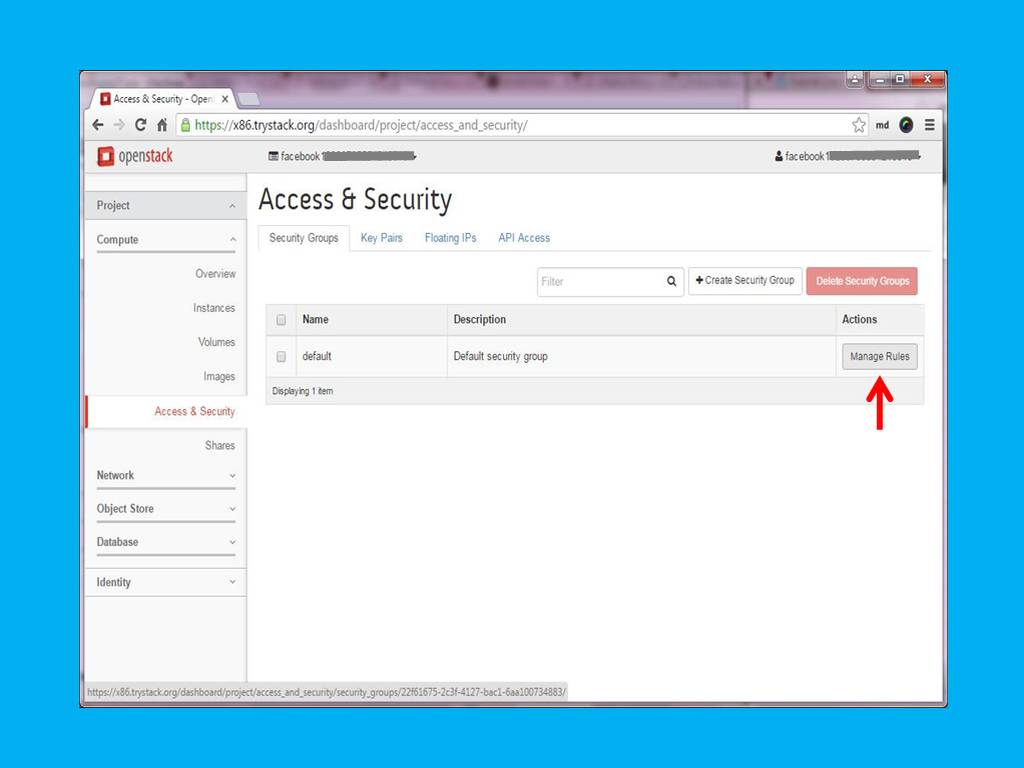 Access & Security - Open
https://x86.trystack.org/dashboard/project/access_and_security/
md
openstack
facebook1
facebook1
Project
Compute
Overview
Instances
Volumes
Images
Access & Security
Shares
Network
Object Store
Database
Identity
Access & Security
Security Groups Key Pairs Floating IPs API Access
Filter
Create Security Group
Delete Security Groups
Name Description Actions
default Default security group Manage Rules
Displaying 1 item
https://x86.trystack.org/dashboard/project/access_and_security/security_groups/22f61675-2c3f-4127-bac1-6aa100734883/